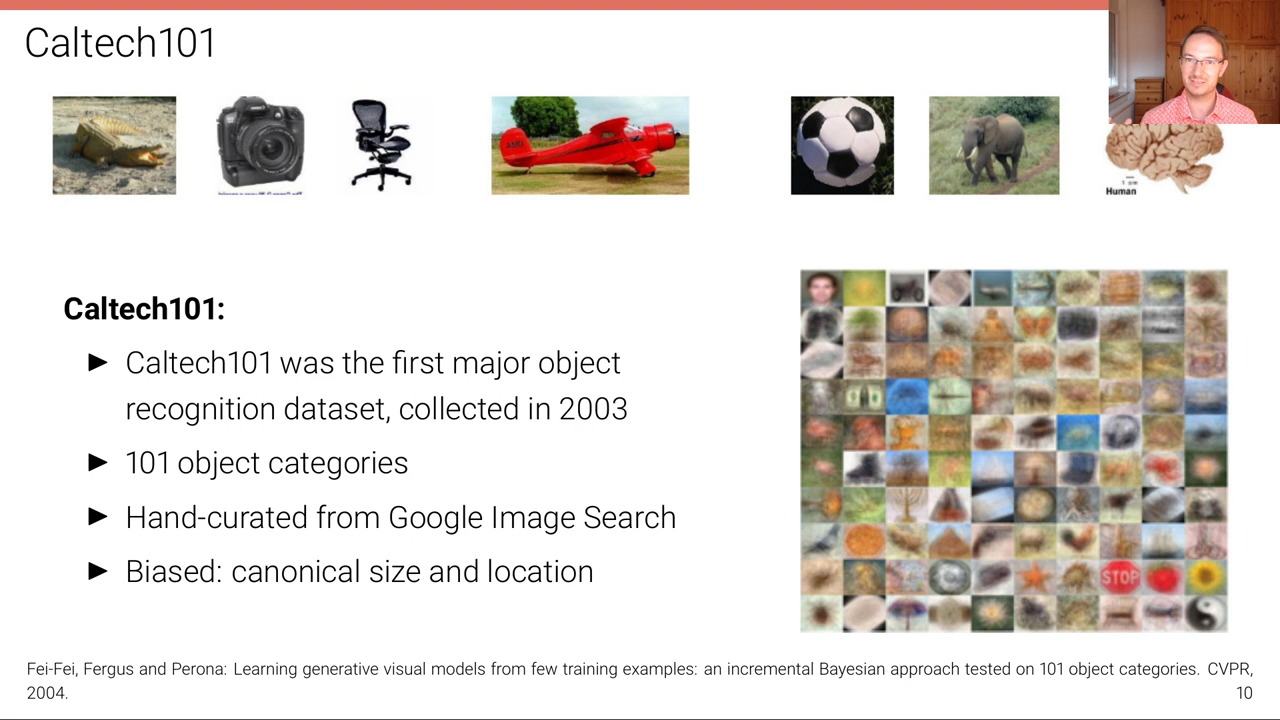 Caltech101
Human
STOP
Caltech101:
► Caltech101 was the first major object
recognition dataset, collected in 2003
► 101 object categories
► Hand-curated from Google Image Search
► Biased: canonical size and location
Fei-Fei, Fergus and Perona: Learning generative visual models from few training examples: an incremental Bayesian approach tested on 101 object categories. CVPR,
2004.
10